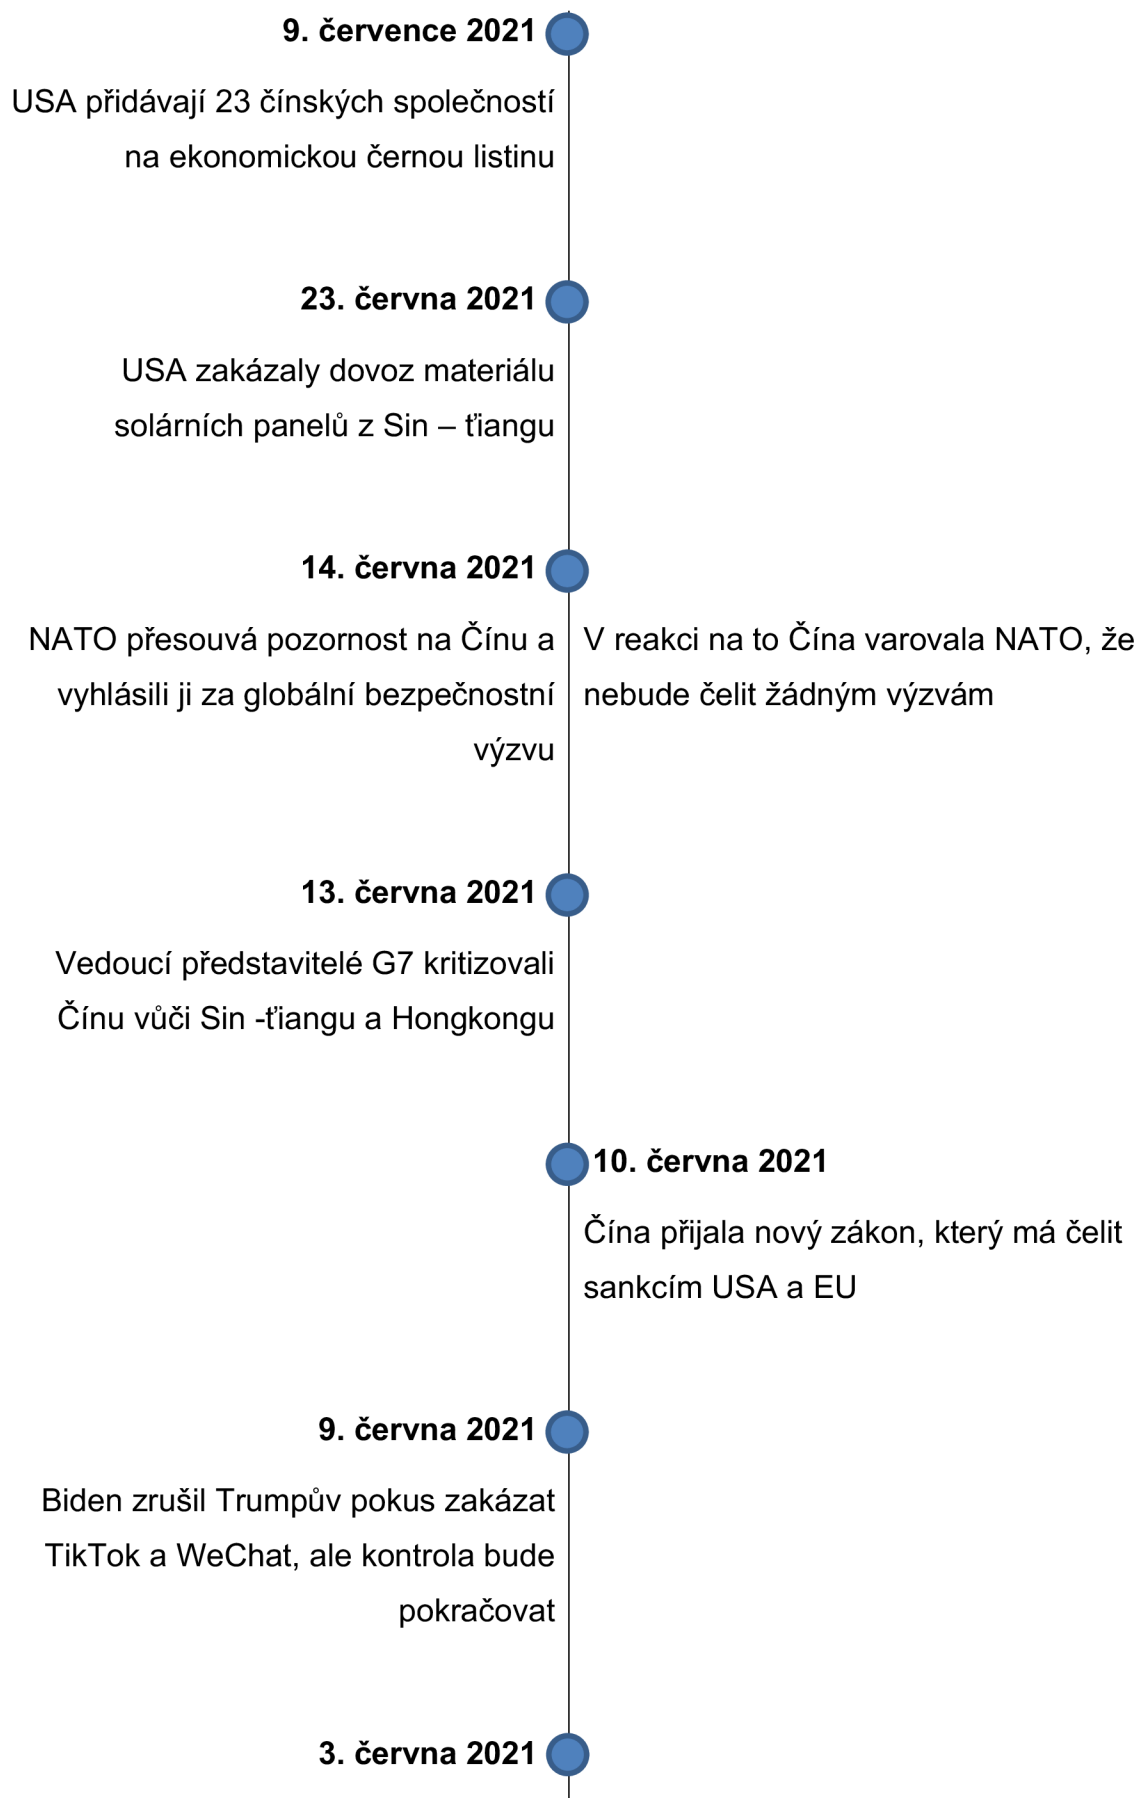 9. července 2021
USA přidávají 23 čínských společností
na ekonomickou černou listinu
23. června 2021
USA zakázaly dovoz materiálu
solárních panelů z Sin – ťiangu
14. června 2021
NATO přesouvá pozornost na Čínu a
vyhlásili ji za globální bezpečnostní
výzvu
V reakci na to Čína varovala NATO, že
nebude čelit žádným výzvám
13. června 2021
Vedoucí představitelé G7 kritizovali
Čínu vůči Sin -ťiangu a Hongkongu
10. června 2021
Čína přijala nový zákon, který má čelit
sankcím USA a EU
9. června 2021
Biden zrušil Trumpův pokus zakázat
TikTok a WeChat, ale kontrola bude
pokračovat
3. června 2021